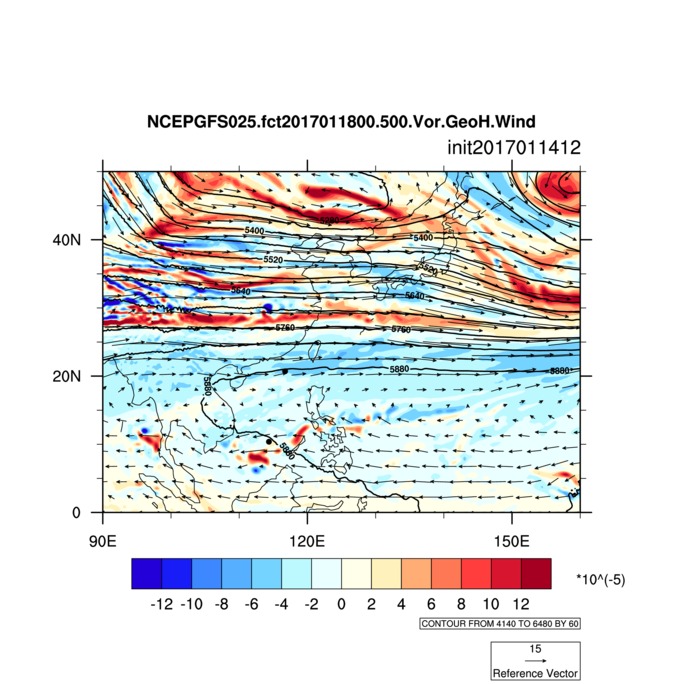 NCEPGFS025.fct2017011800.500.Vor.GeoH.Wind
init2017011412
5400
5400
40N
5520
5520
5640
5640
5760
5760
5880
5880
20N
5880
5880
0
90E 120E 150E
-12 -10 -8 -6 -4 -2 0 2 4 6 8 10 12
*10^(-5)
CONTOUR FROM 4140 TO 6480 BY 60
15
Reference Vector